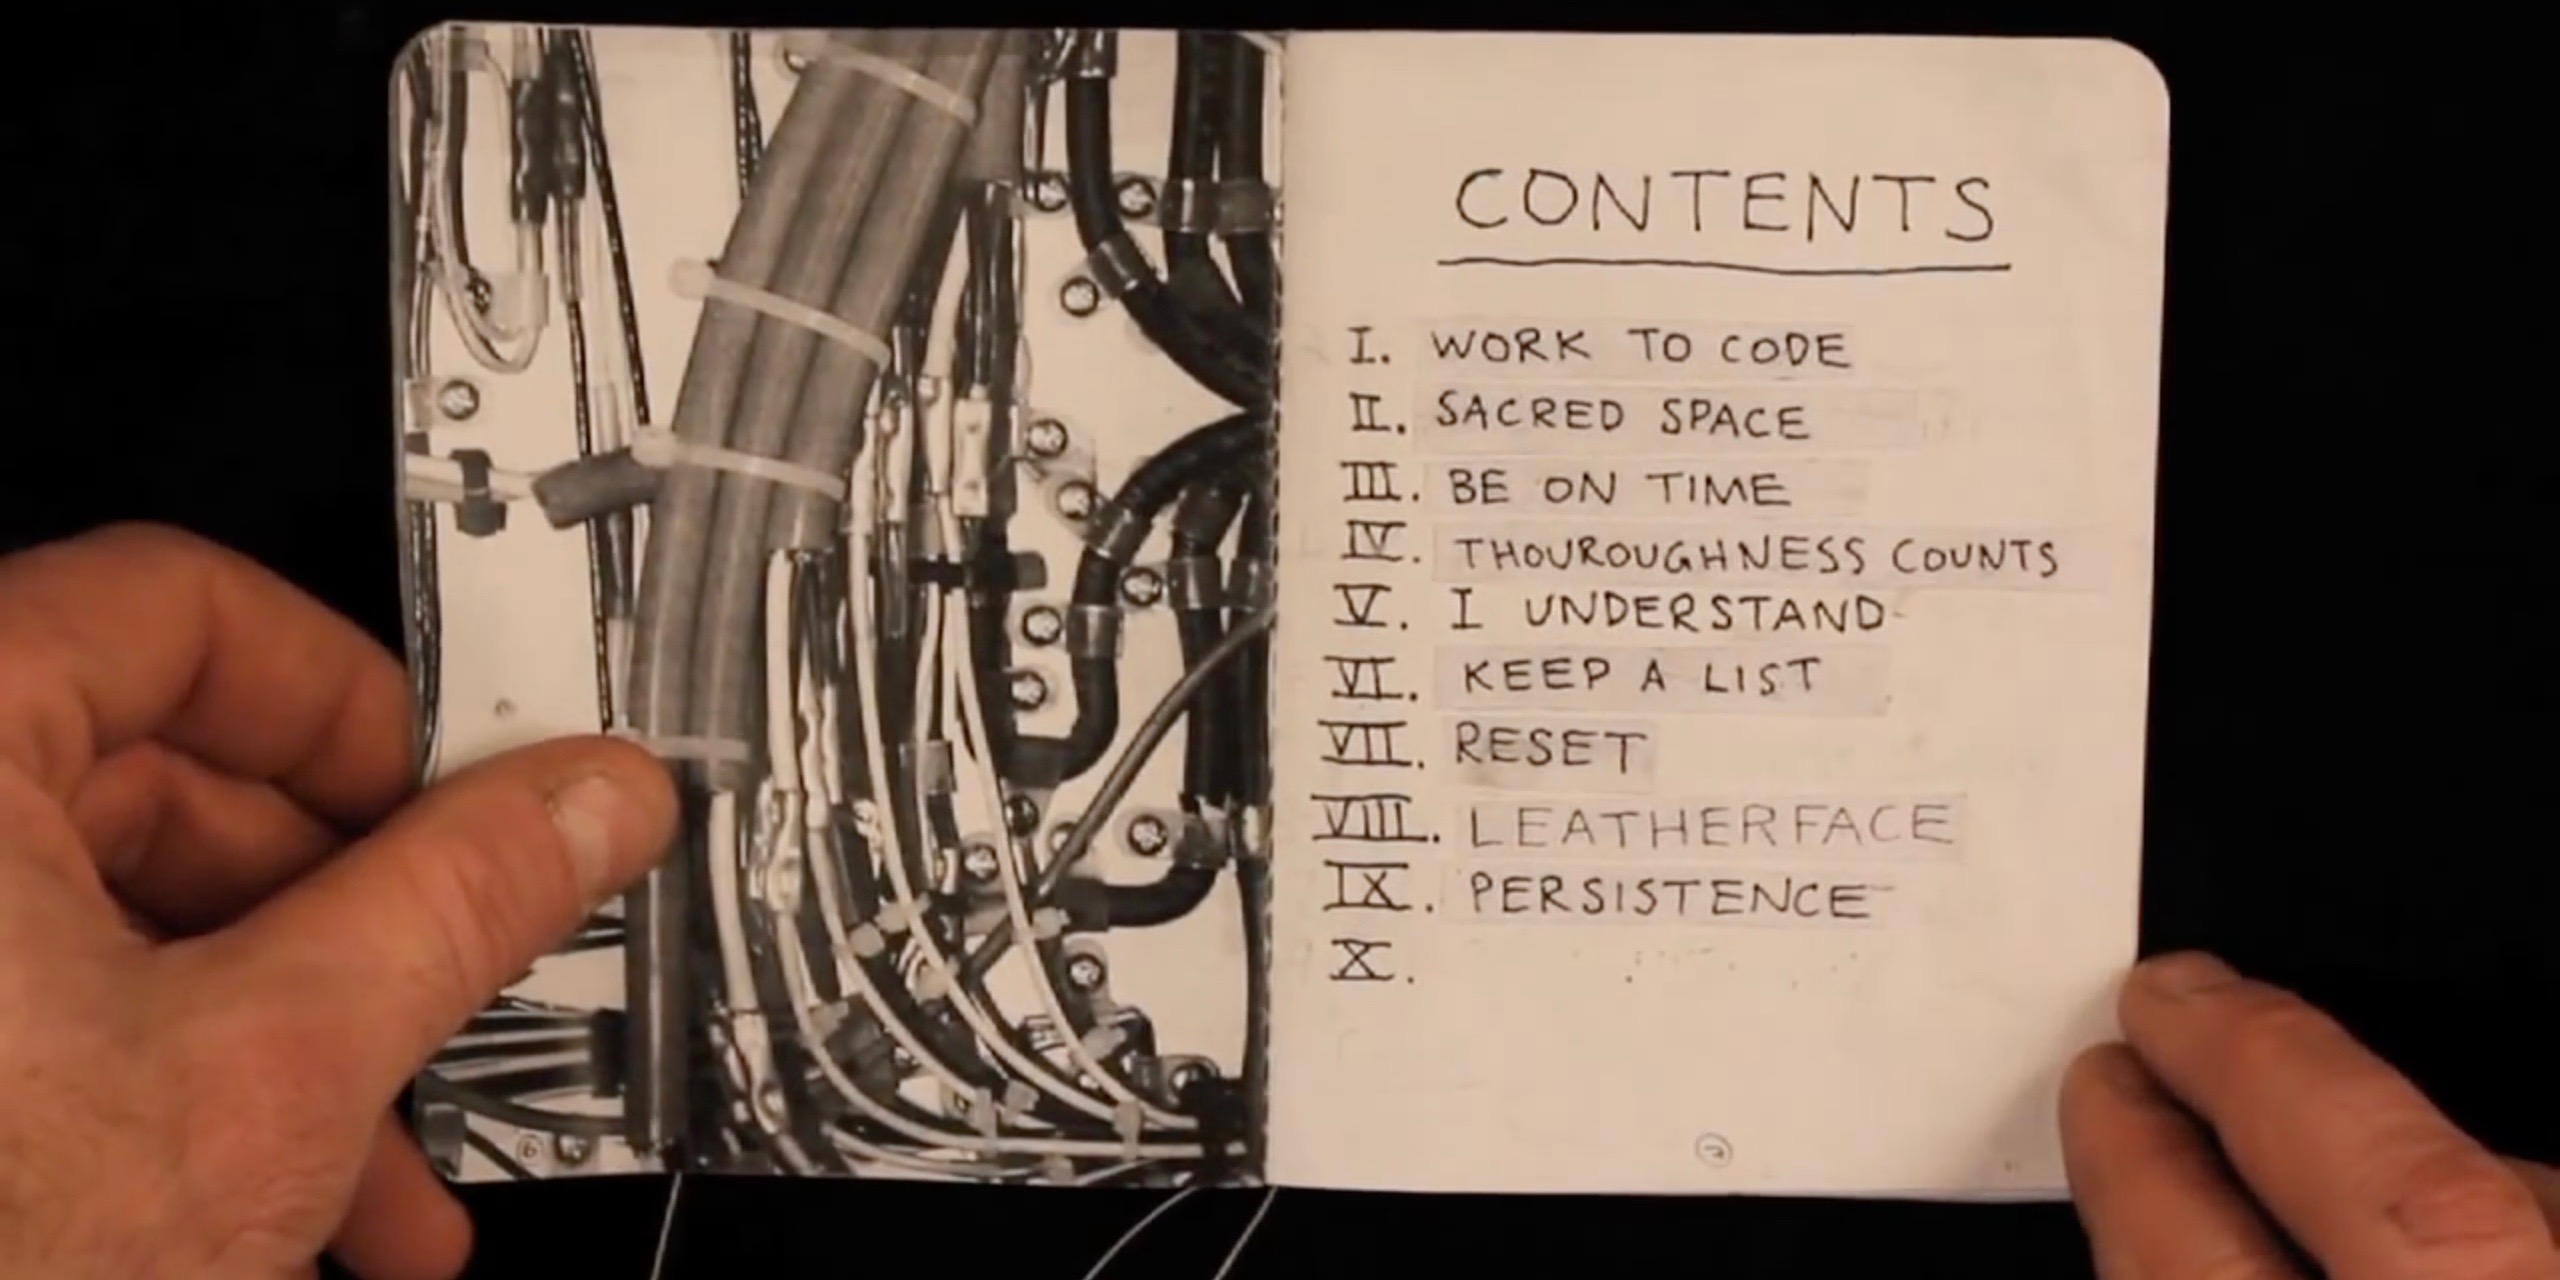 CONTENTS
I. WORK TO CODE
II. SACRED SPACE
III. BE ON TIME
IV. THOUROUGHNESS COUNTS
V. I UNDERSTAND
VI. KEEP A LIST
VII. RESET
VIII. LEATHERFACE
IX. PERSISTENCE
X.
6
7